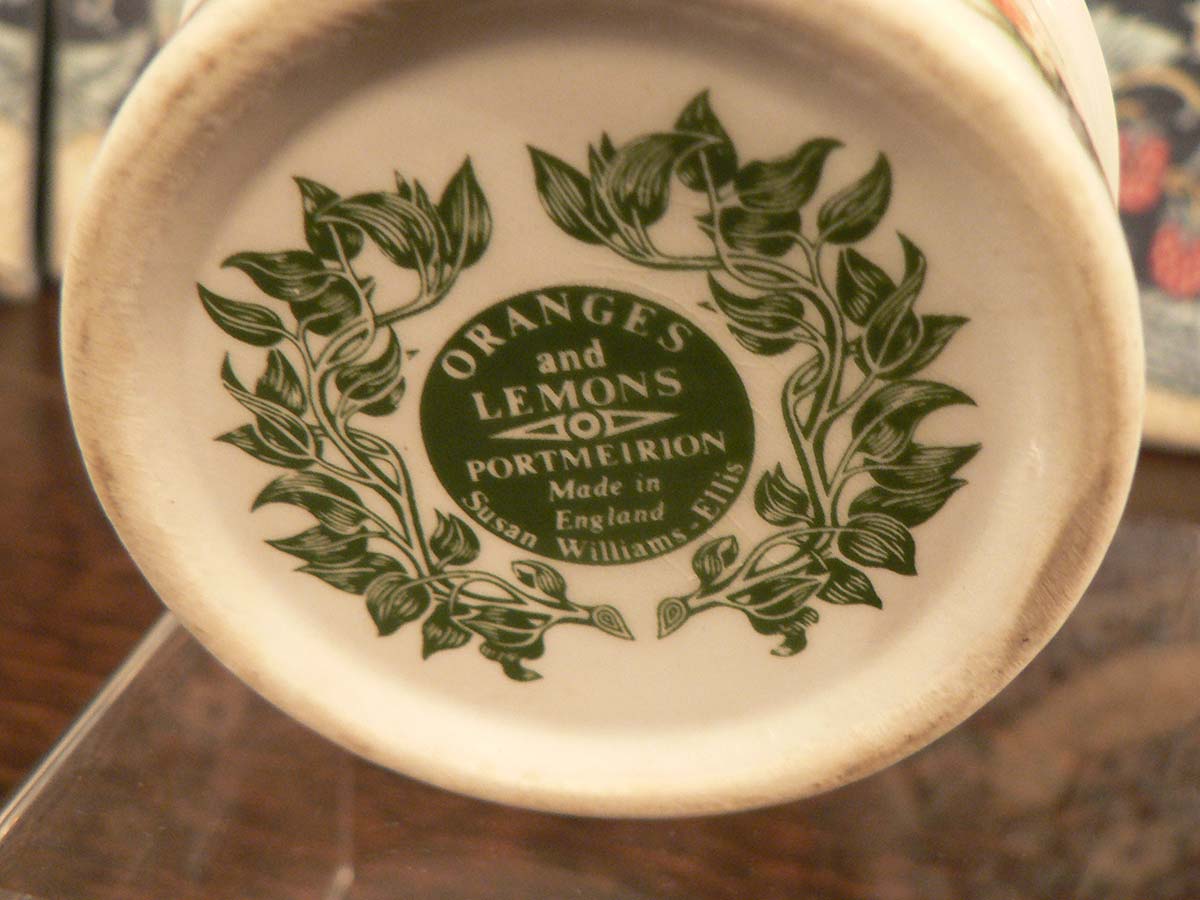 ORANGES
and
LEMONS
PORTMEIRION
Made in
England
Susan Williams-Ellis